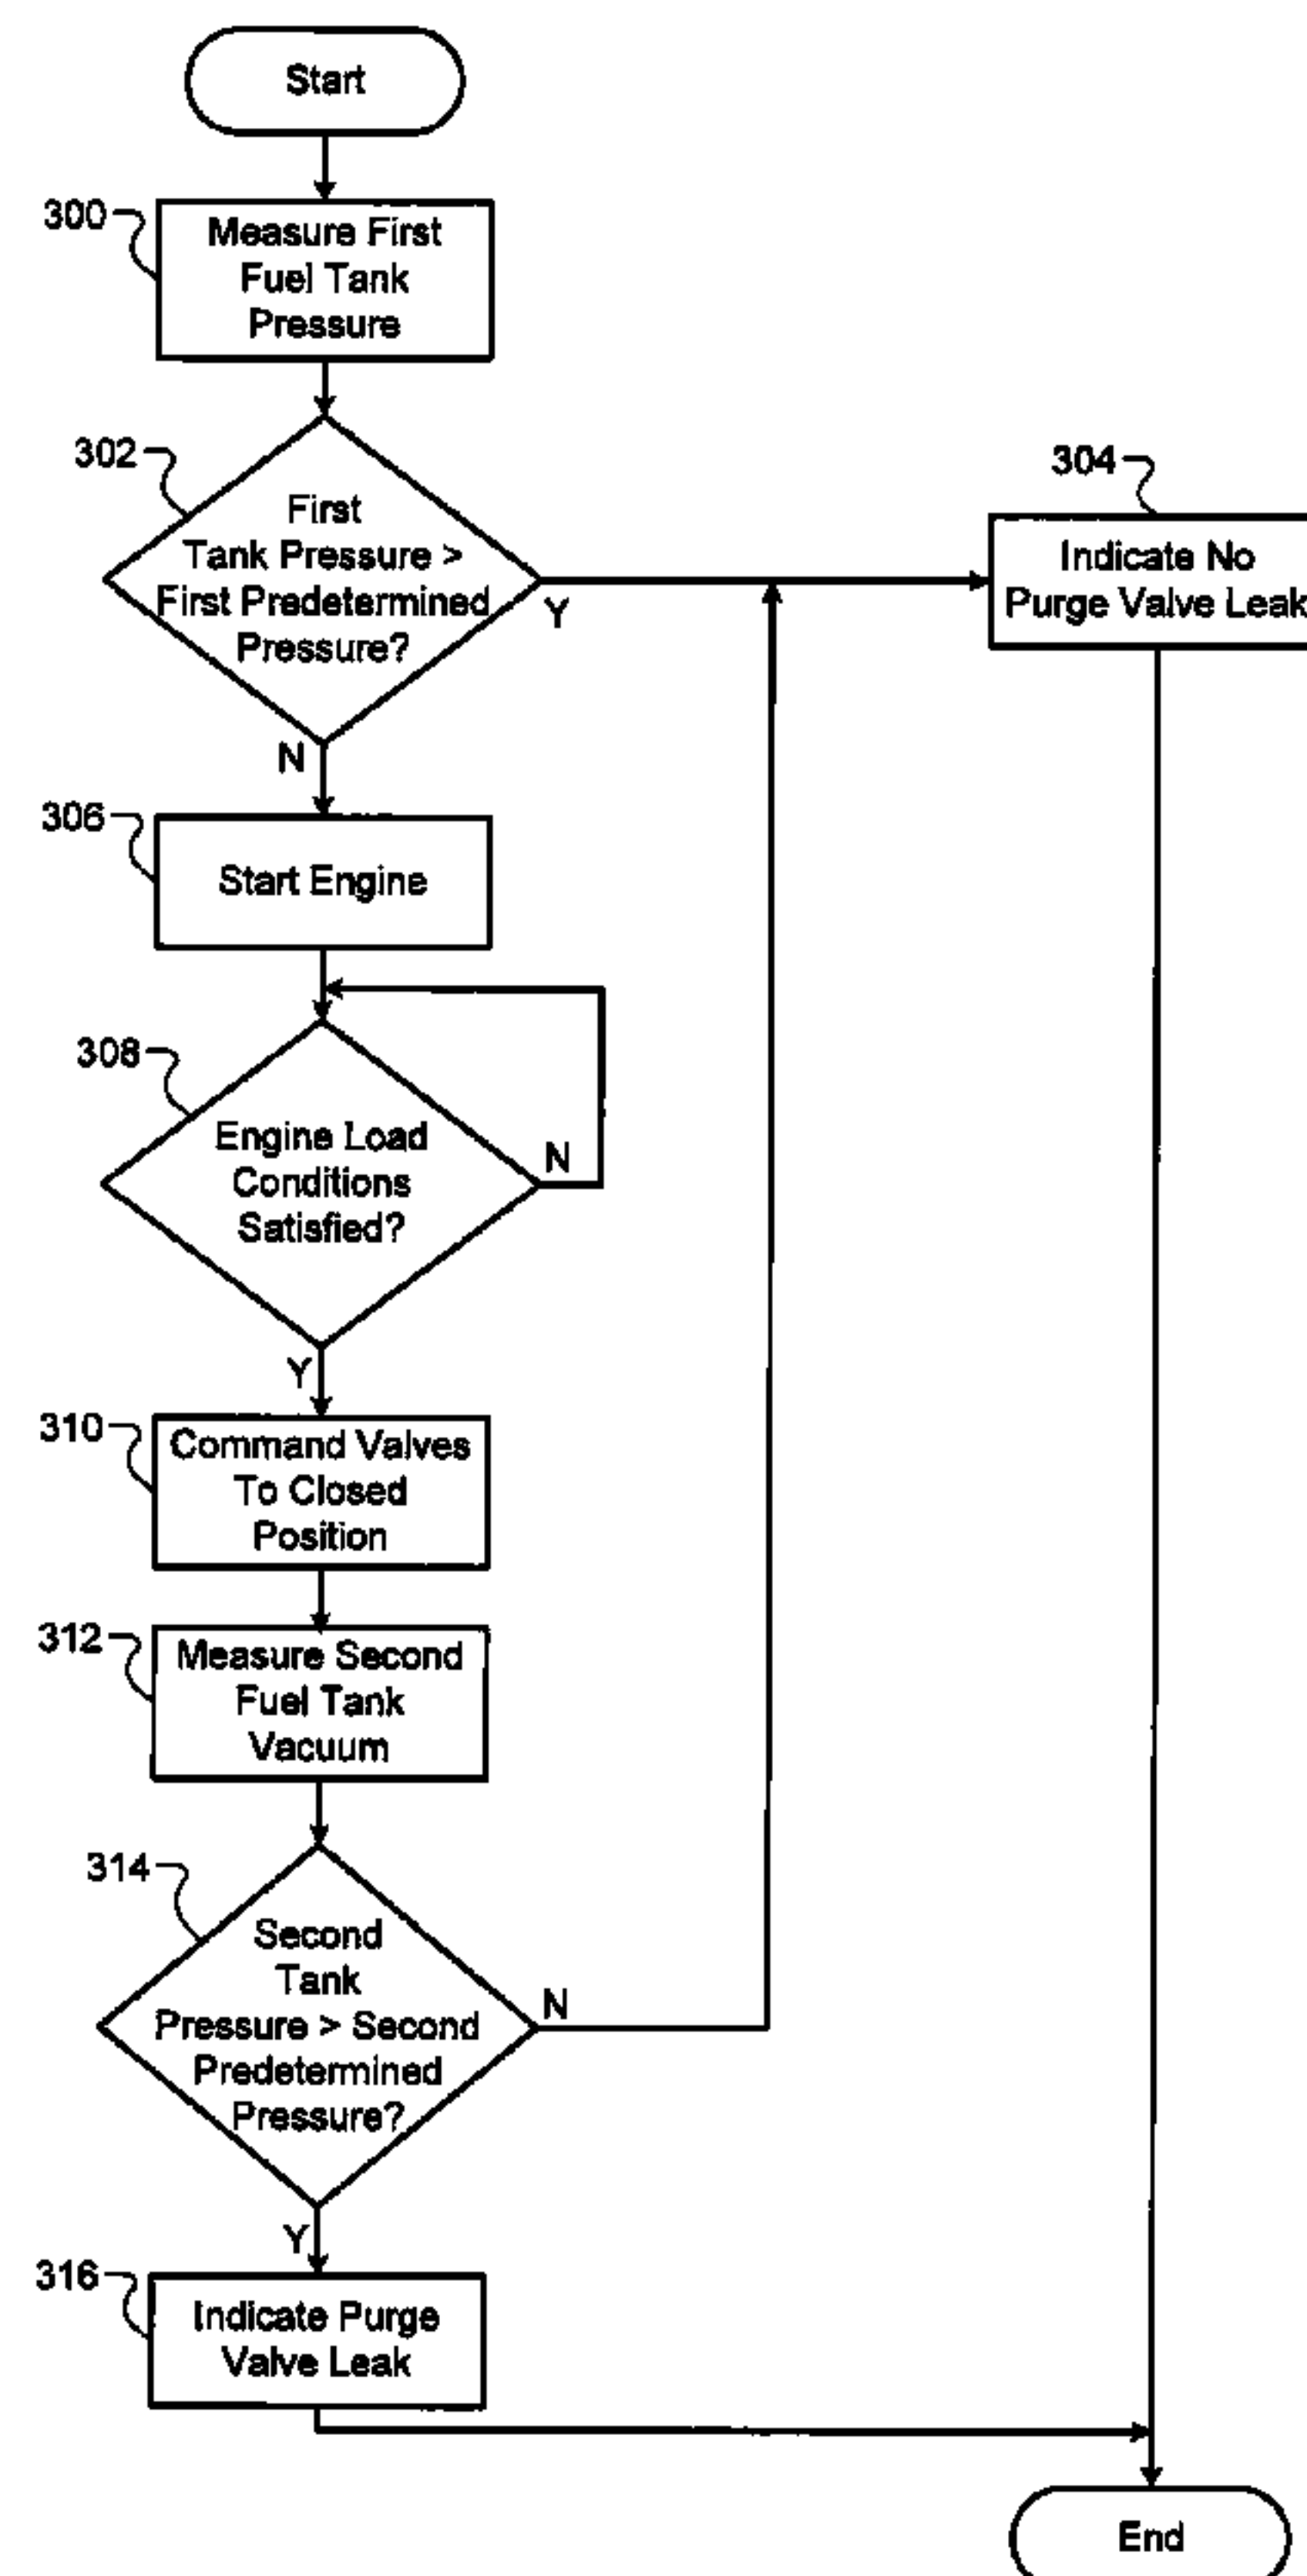 Start
300
Measure First
Fuel Tank
Pressure
302
First
Tank Pressure >
First Predetermined
Pressure?
Y
N
304
Indicate No
Purge Valve Leak
306
Start Engine
308
Engine Load
Conditions
Satisfied?
N
Y
310
Command Valves
To Closed
Position
312
Measure Second
Fuel Tank
Vacuum
314
Second
Tank
Pressure > Second
Predetermined
Pressure?
N
Y
316
Indicate Purge
Valve Leak
End